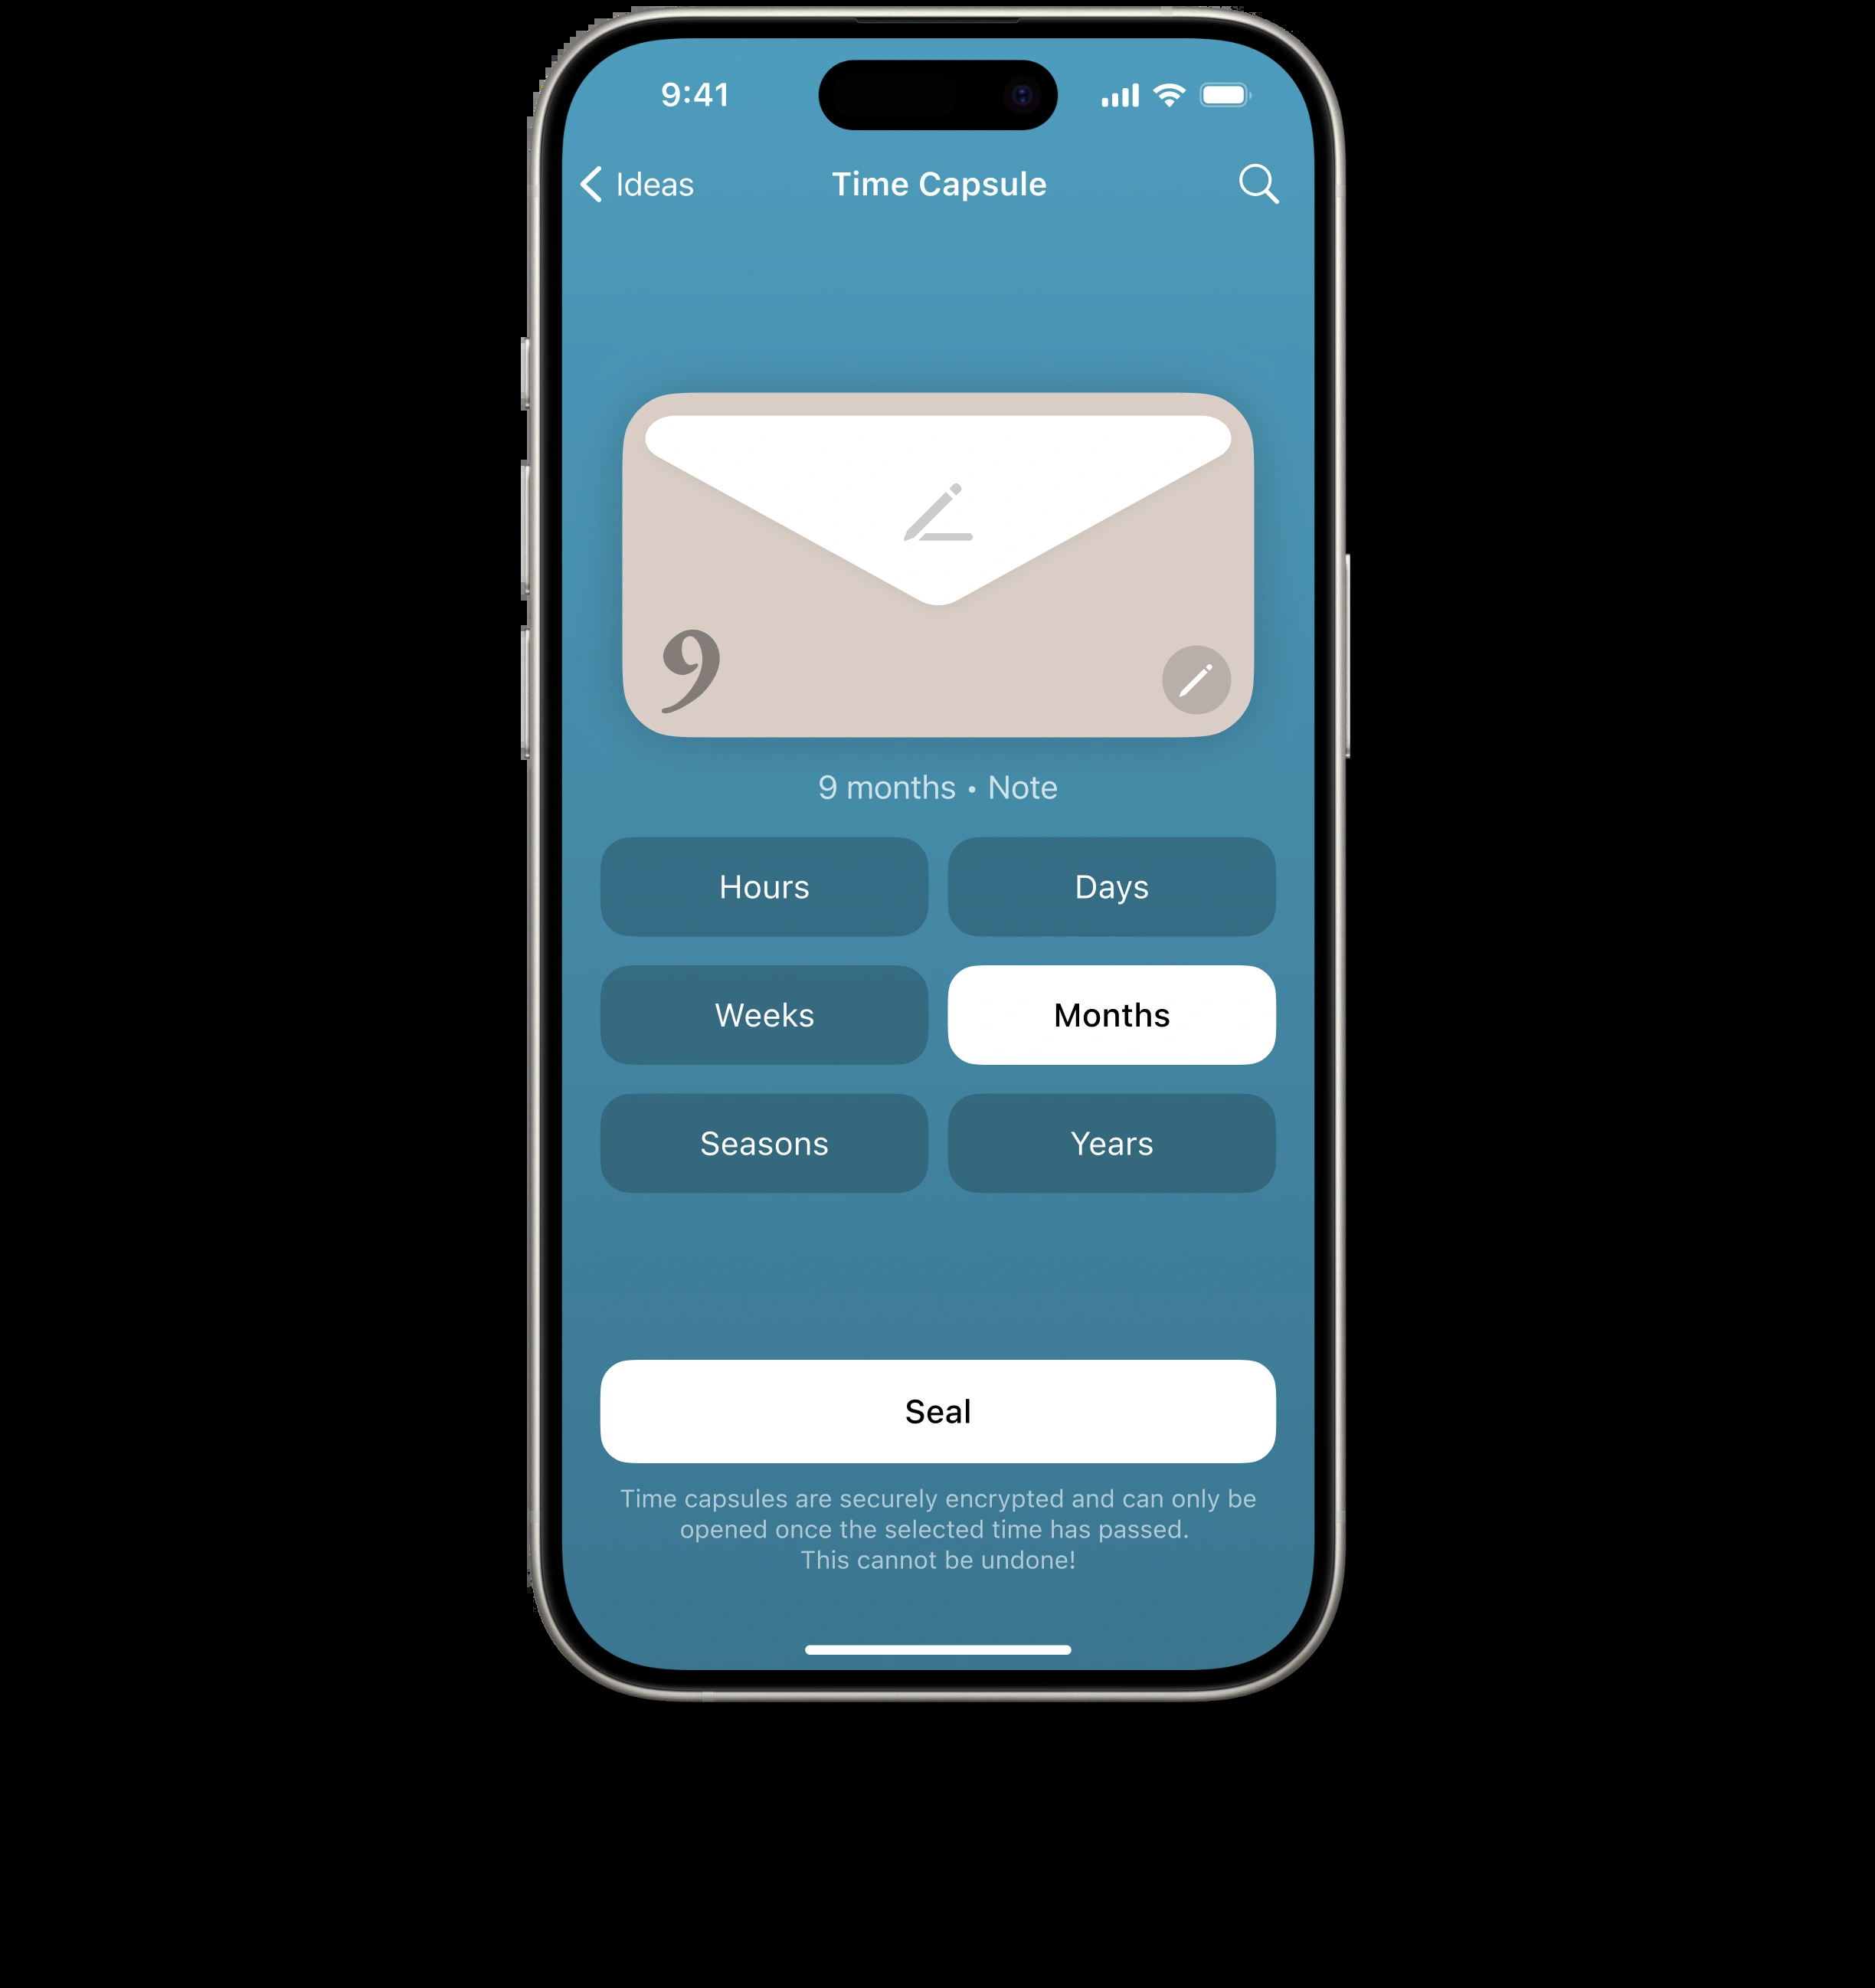 9:41
Ideas Time Capsule
9
9 months • Note
Hours Days
Weeks Months
Seasons Years
Seal
Time capsules are securely encrypted and can only be
opened once the selected time has passed.
This cannot be undone!